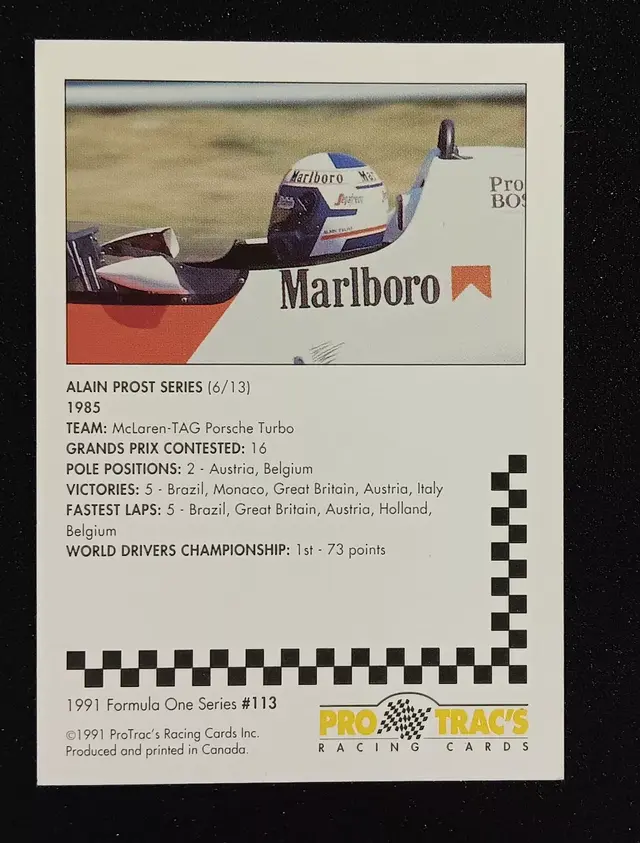 Marlboro
Ma
ALAIN PROST
Pro
BOS
Marlboro
ALAIN PROST SERIES (6/13)
1985
TEAM: McLaren-TAG Porsche Turbo
GRANDS PRIX CONTESTED: 16
POLE POSITIONS: 2 - Austria, Belgium
VICTORIES: 5 - Brazil, Monaco, Great Britain, Austria, Italy
FASTEST LAPS: 5 - Brazil, Great Britain, Austria, Holland,
Belgium
WORLD DRIVERS CHAMPIONSHIP: 1st - 73 points
1991 Formula One Series #113
©1991 ProTrac's Racing Cards Inc.
Produced and printed in Canada.
PRO TRAC'S
RACING CARDS